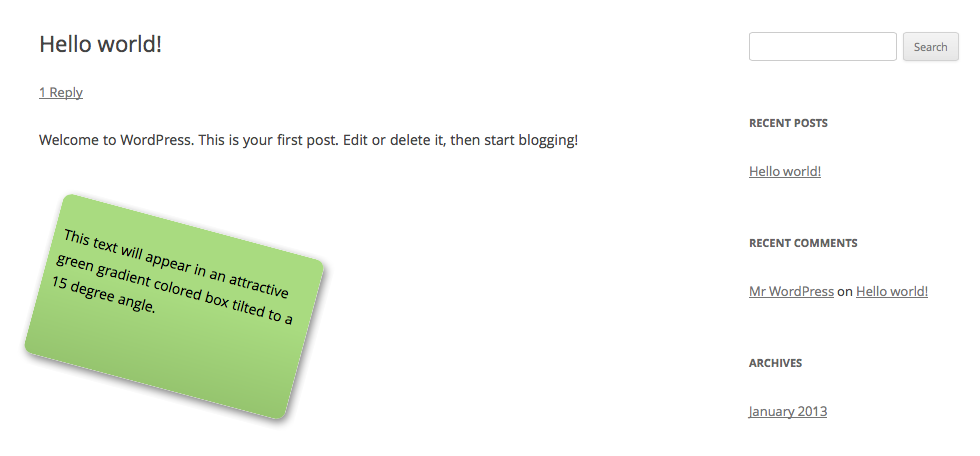 Hello world!
1 Reply
Welcome to WordPress. This is your first post. Edit or delete it, then start blogging!
This text will appear in an attractive
green gradient colored box tilted to a
15 degree angle.
Search
RECENT POSTS
Hello world!
RECENT COMMENTS
Mr WordPress on Hello world!
ARCHIVES
January 2013